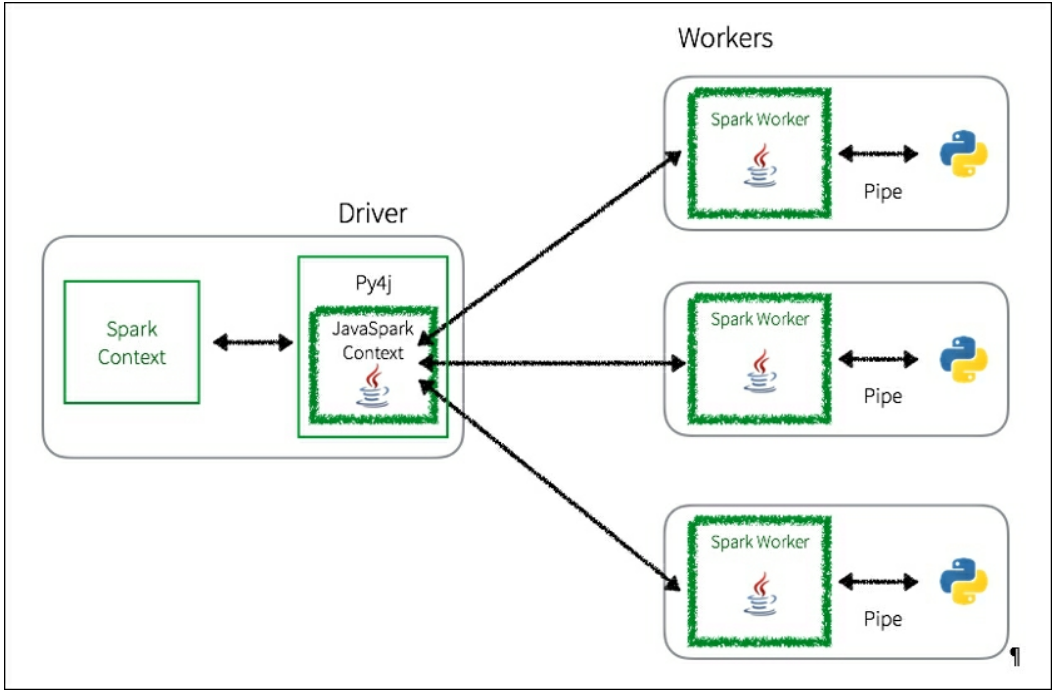 Workers
Spark Worker
Pipe
Driver
Py4j
JavaSpark
Context
Spark
Context
Spark Worker
Pipe
Spark Worker
Pipe
¶